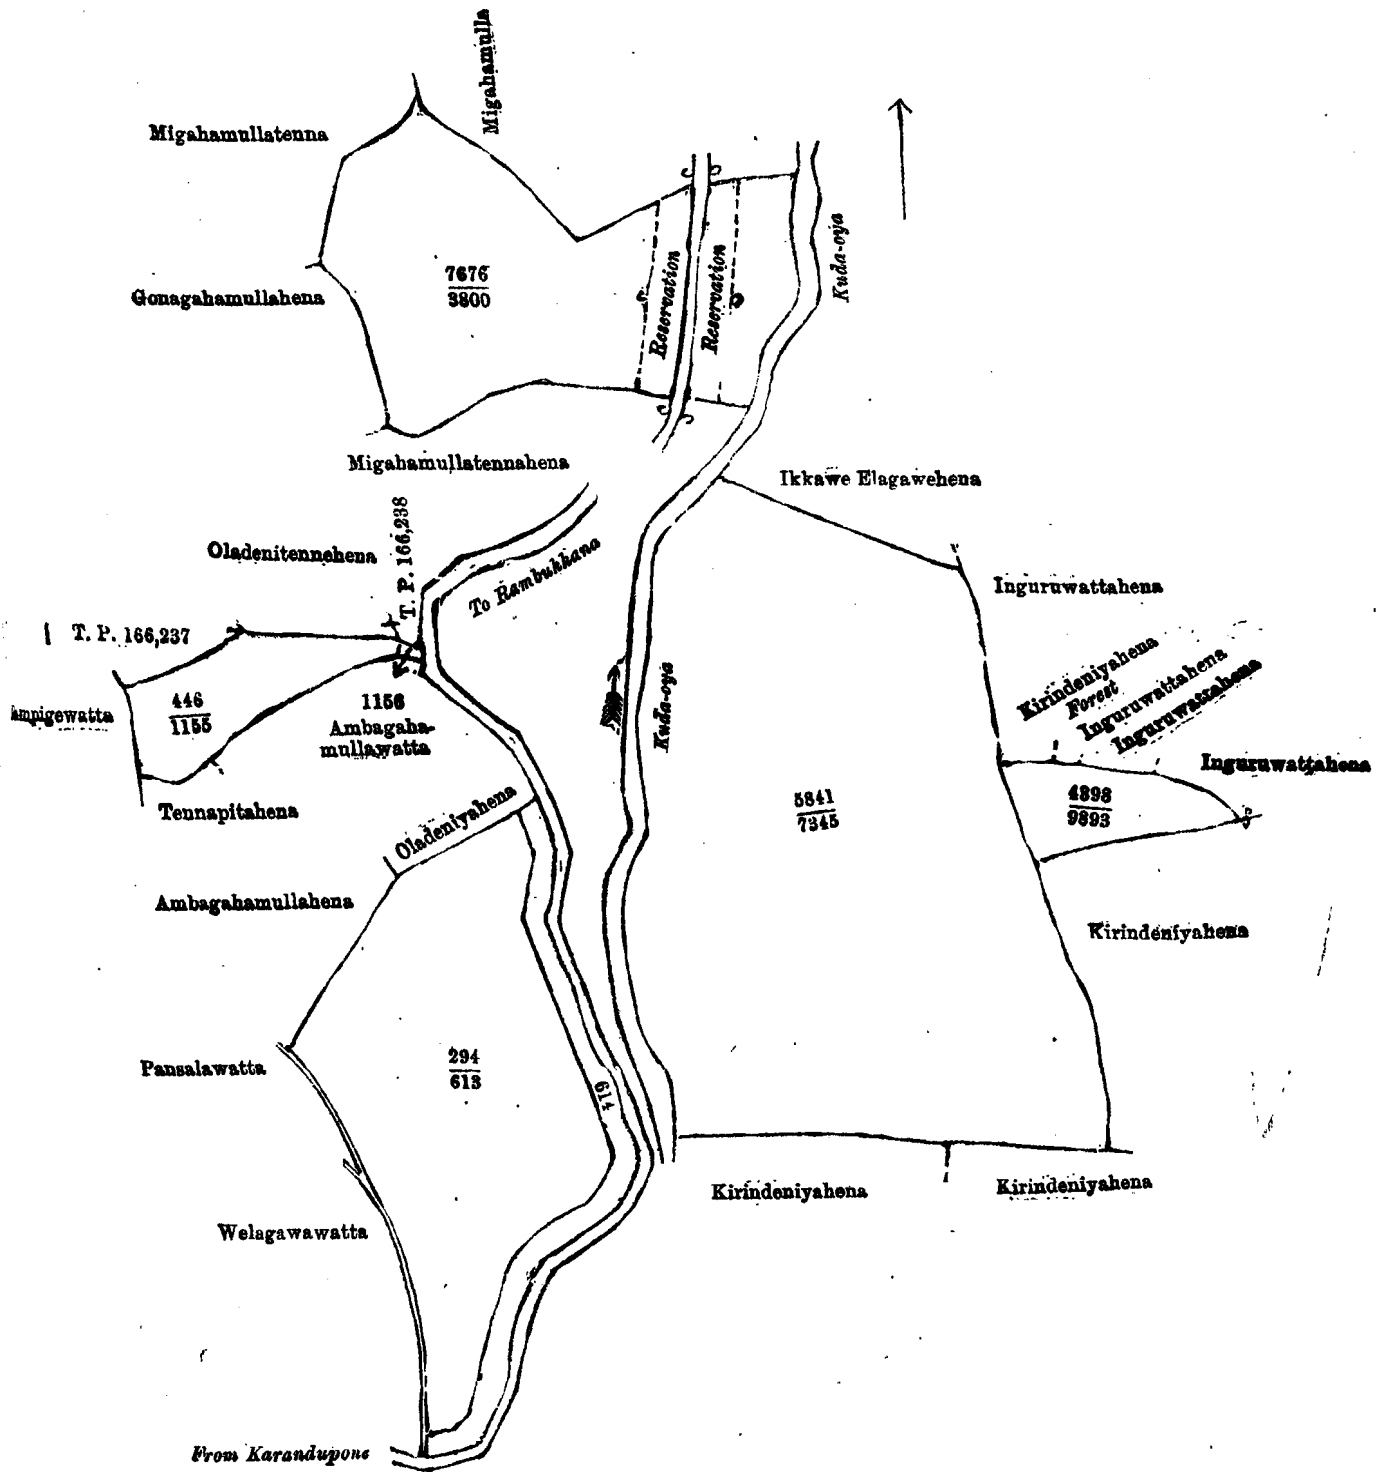 Migahamulla
Migahamullatenna
Kuda-oya
Gonagahamullahena
7676
3800
Reservation
Reservation
Migahamullatennahena
Ikkawe Elagawehena
T. P. 166,238
Oladenitennehena
To Rambukkana
Inguruwattahena
T. P. 166,237
Kirindeniyahena
Forest
Inguruwattahena
Inguruwattahena
446
1155
1156
Ambagaha-
mullawatta
Kuda-oya
Inguruwattahena
4898
9893
5841
7345
Tennapitahena
Oladeniyahena
Ambagahamullahena
Kirindeniyahena
Pansalawatta
294
613
614
Kirindeniyahena
Kirindeniyahena
Welagawawatta
From Karandupone